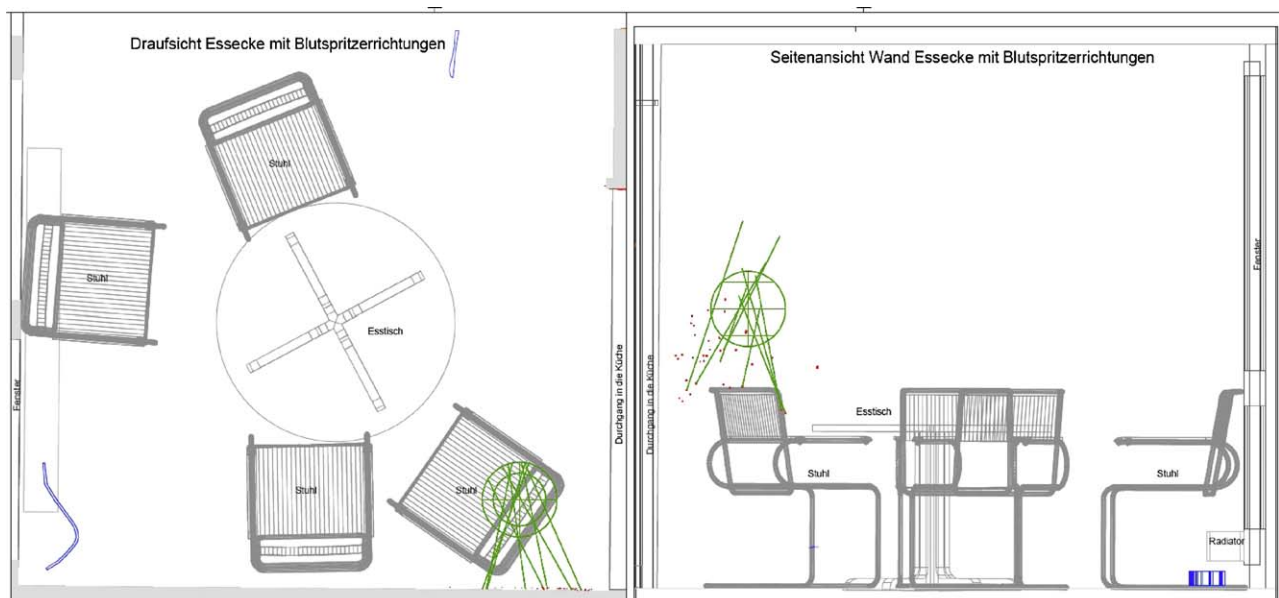 Draufsicht Essecke mit Blutspritzerrichtungen
Stuhl
Stuhl
Esstisch
Stuhl
Stuhl
Fenster
Durchgang in die Küche
Seitenansicht Wand Essecke mit Blutspritzerrichtungen
Durchgang in die Küche
Fenster
Esstisch
Stuhl
Stuhl
Radiator